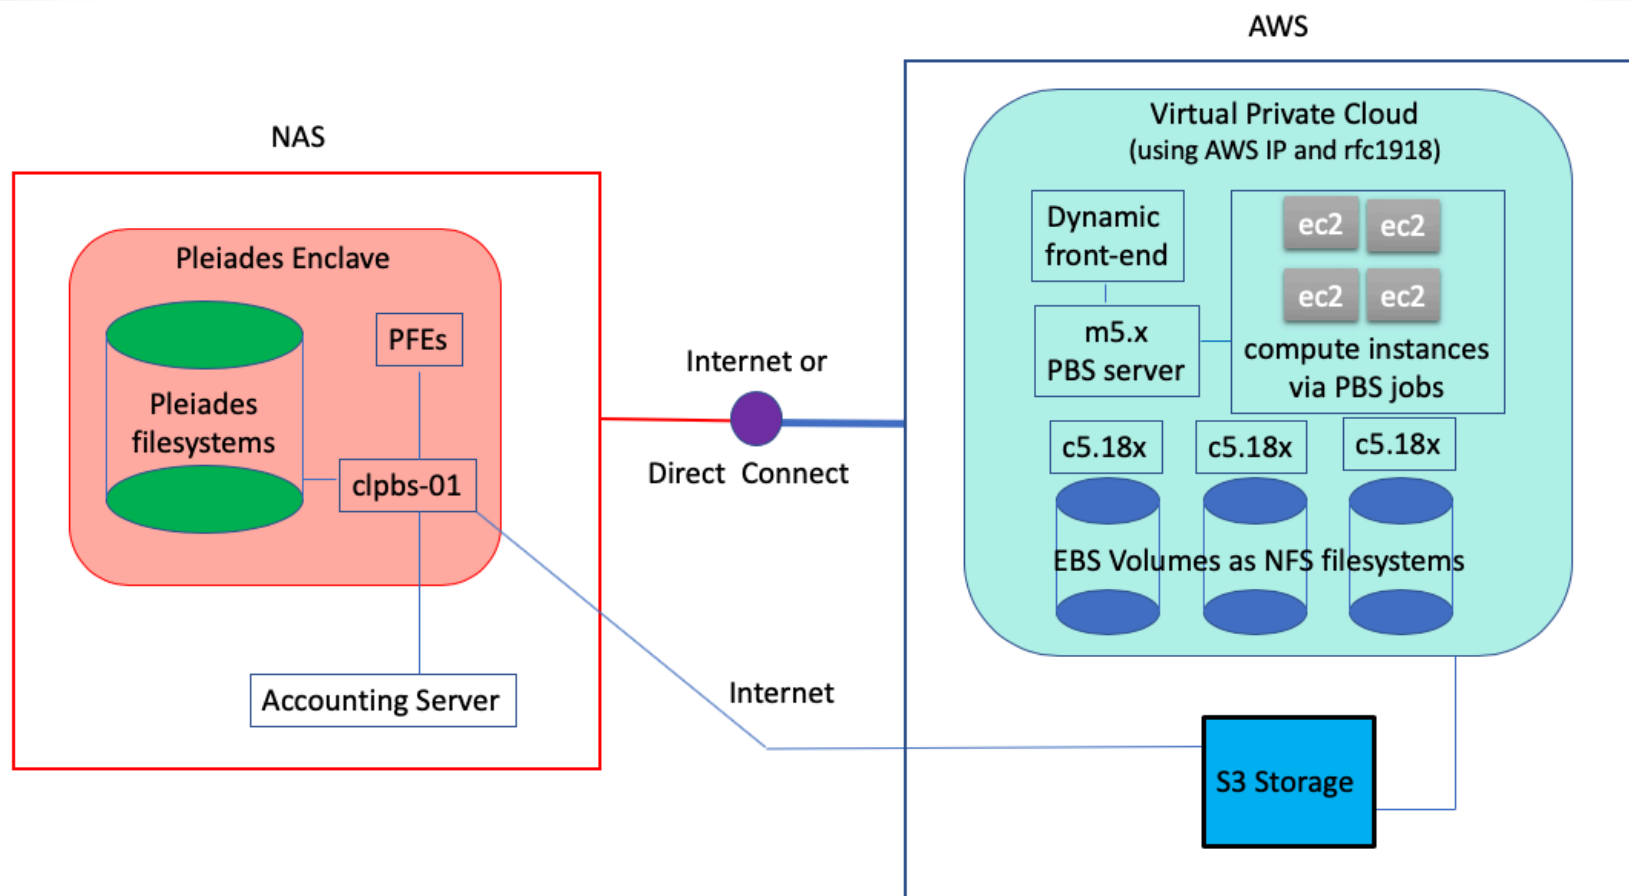 AWS
NAS
Pleiades Enclave
PFEs
Pleiades
filesystems
clpbs-01
Accounting Server
Internet or
Direct Connect
Internet
Virtual Private Cloud
(using AWS IP and rfc1918)
Dynamic
front-end
m5.x
PBS server
ec2
ec2
ec2
ec2
compute instances
via PBS jobs
c5.18x
c5.18x
c5.18x
EBS Volumes as NFS filesystems
S3 Storage